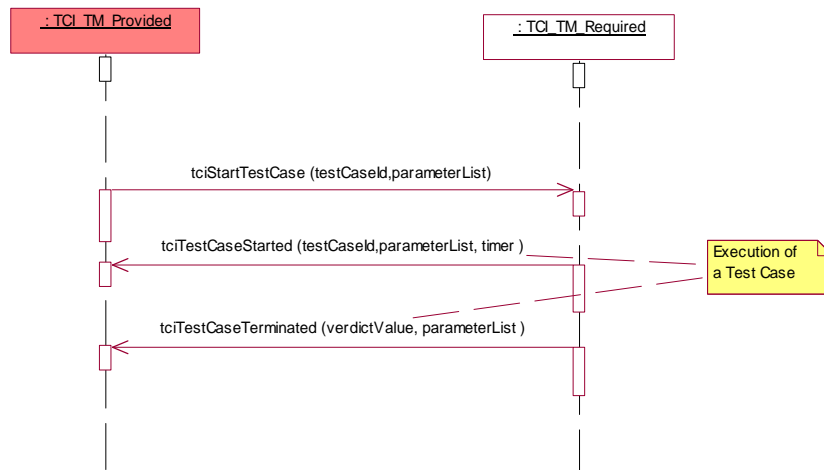 : TCI_TM_Provided
: TCI_TM_Required
tciStartTestCase (testCaseId,parameterList)
tciTestCaseStarted (testCaseId,parameterList, timer )
Execution of
a Test Case
tciTestCaseTerminated (verdictValue, parameterList )